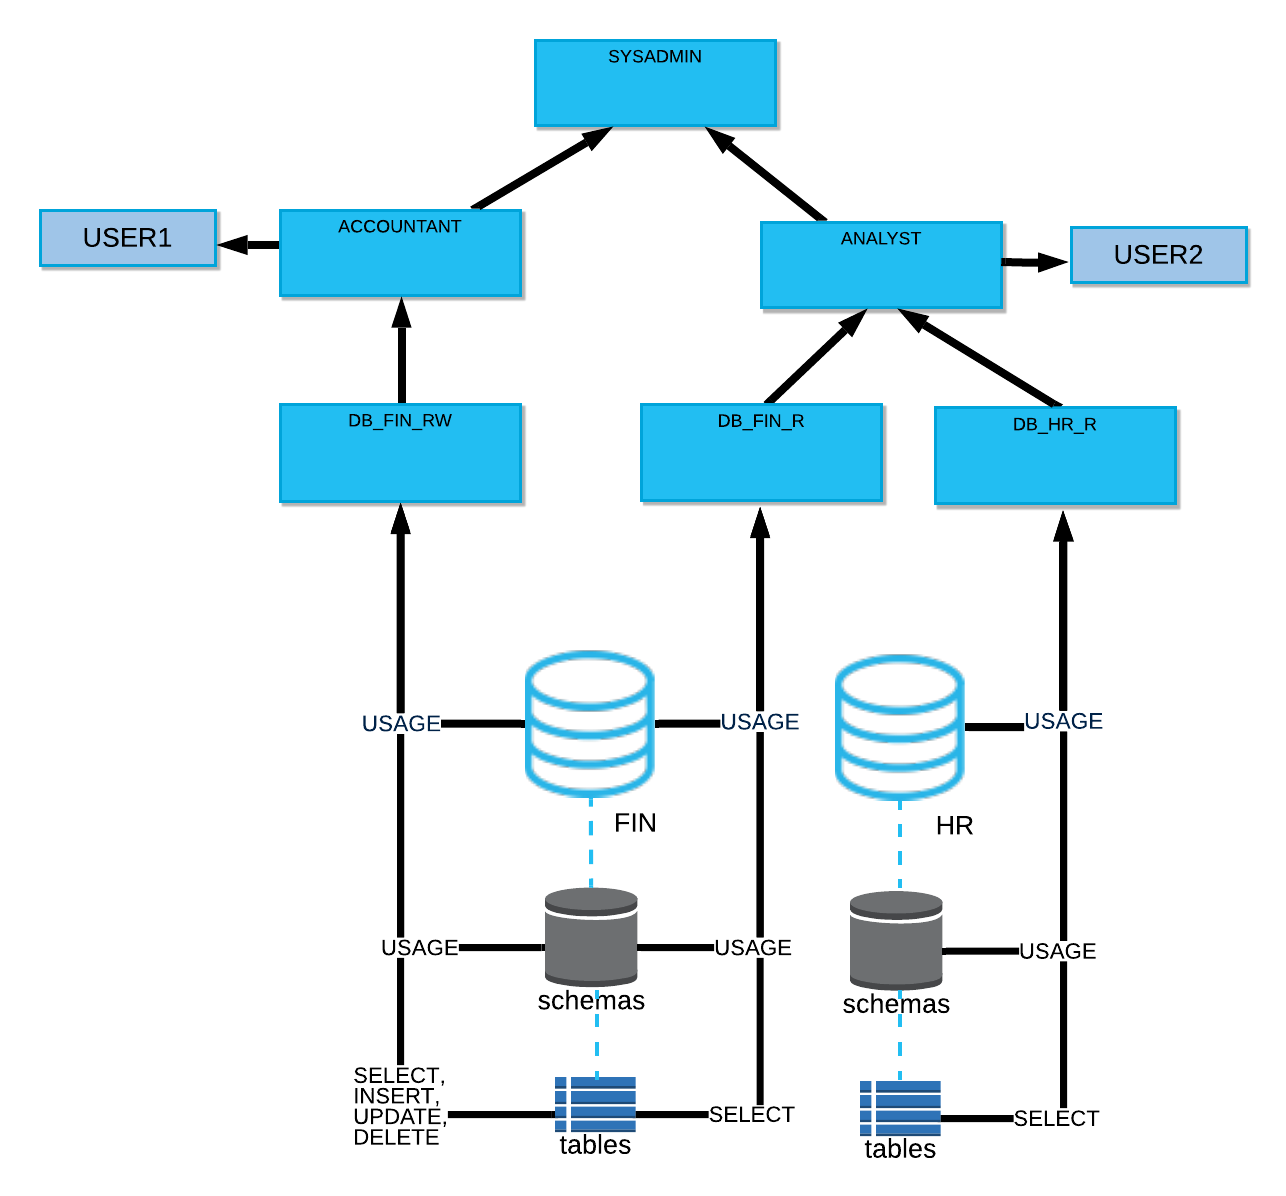 SYSADMIN
ACCOUNTANT
USER1
ANALYST
USER2
DB_FIN_RW
DB_FIN_R
DB_HR_R
USAGE
USAGE
USAGE
FIN
HR
USAGE
USAGE
USAGE
schemas
schemas
SELECT,
INSERT,
UPDATE,
DELETE
SELECT
SELECT
tables
tables